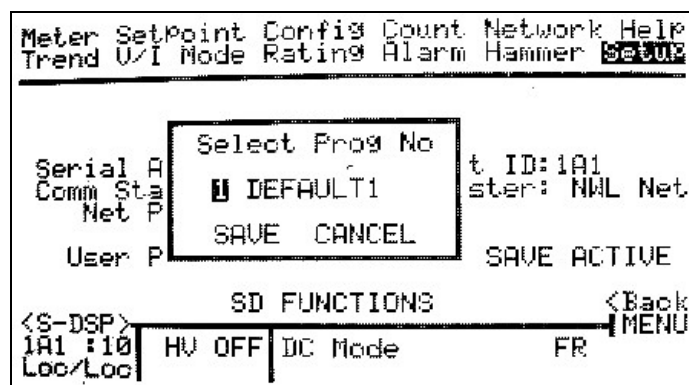 Meter Setpoint Config Count Network Help
Trend V/I Mode Rating Alarm Hammer Setup
Select Prog No
Serial A
t ID:1A1
1 DEFAULT1
Comm Sta
ster: NWL Net
Net P
SAVE CANCEL
User P
SAVE ACTIVE
SD FUNCTIONS
<Back
<S-DSP>
MENU
1A1 :10
HV OFF
DC Mode
FR
Loc/Loc